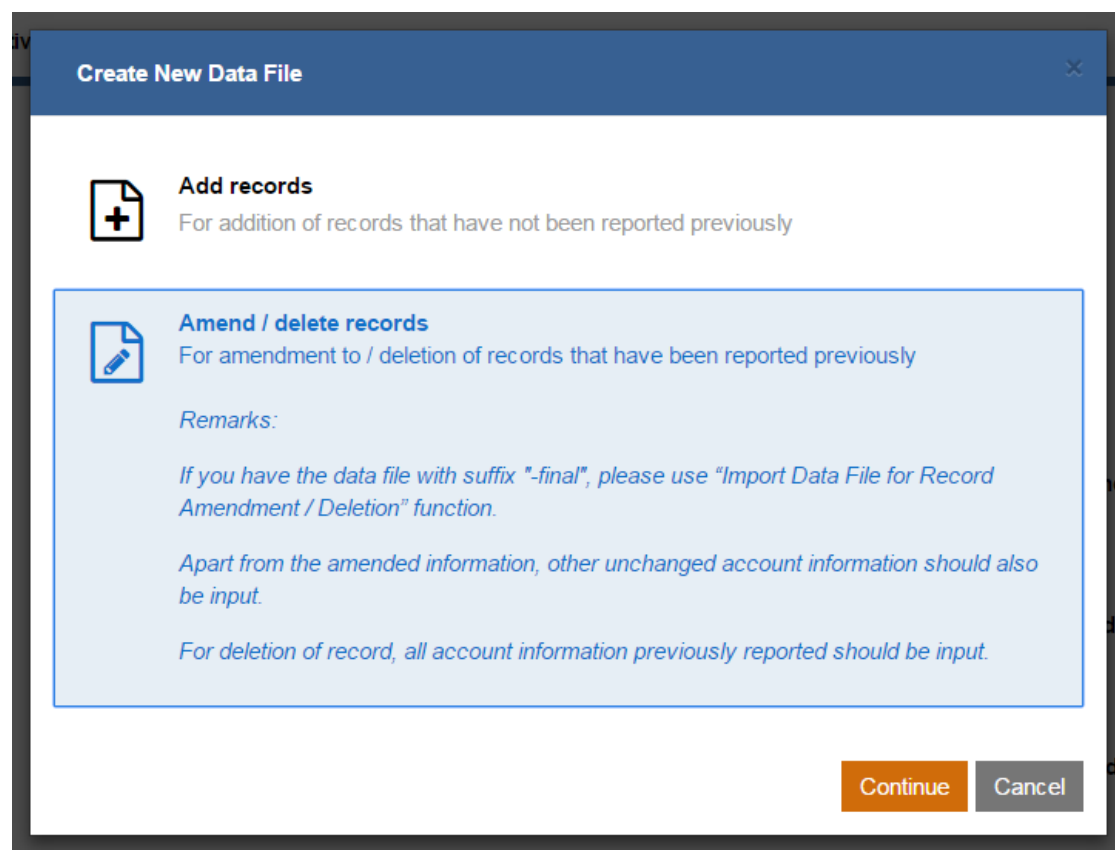 Create New Data File
×
Add records
For addition of records that have not been reported previously
Amend / delete records
For amendment to / deletion of records that have been reported previously
Remarks:
If you have the data file with suffix "-final", please use “Import Data File for Record
Amendment / Deletion” function.
Apart from the amended information, other unchanged account information should also
be input.
For deletion of record, all account information previously reported should be input.
Continue
Cancel